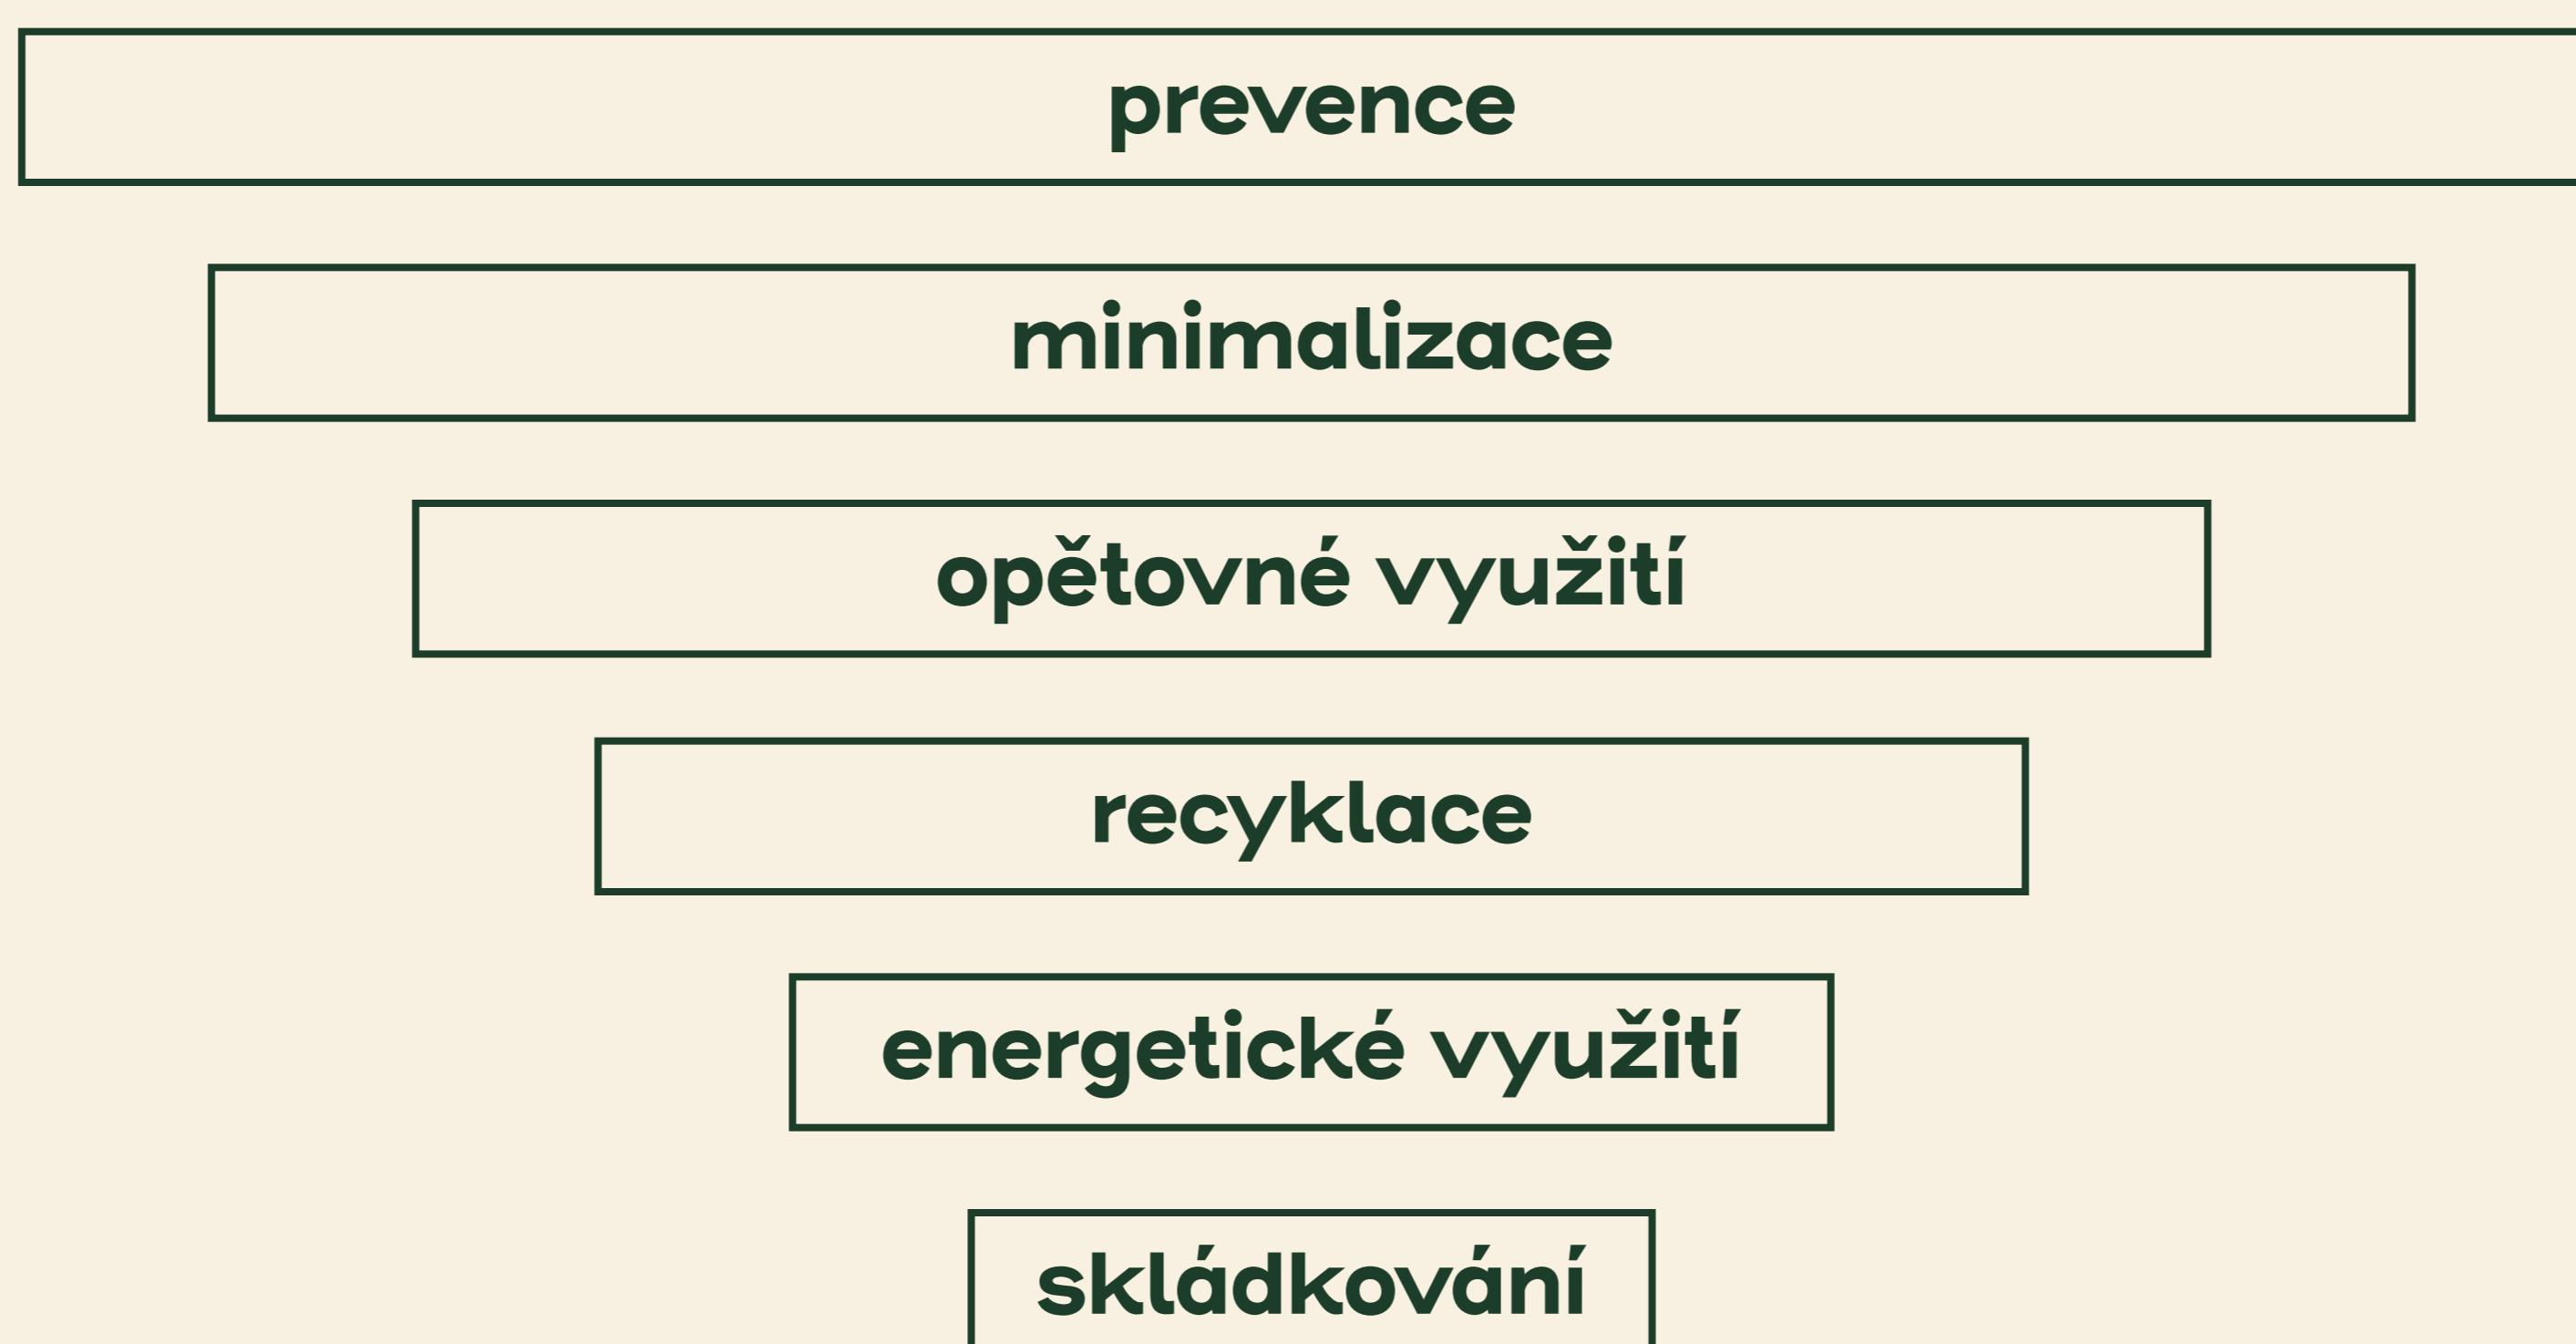 prevence
minimalizace
opětovné využití
recyklace
energetické využití
skládkování